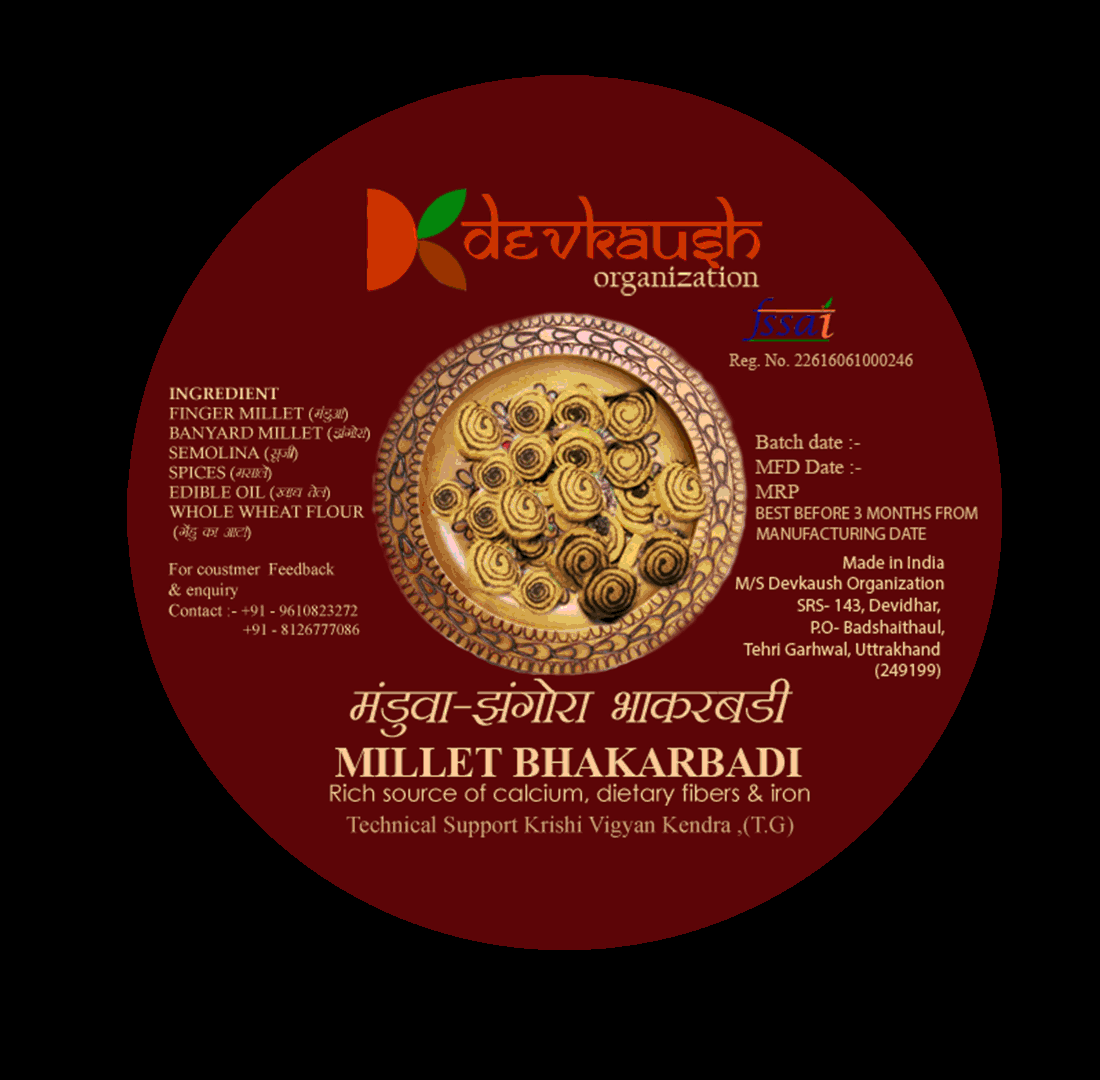 devkaush
organization
fssai
Reg. No. 22616061000246
INGREDIENT
FINGER MILLET (मंडुआ)
BANYARD MILLET (झंगोरा)
SEMOLINA (सूजी)
SPICES (मसाले)
EDIBLE OIL (खाद्य तेल)
WHOLE WHEAT FLOUR
(गेंहु का आटा)
For coustmer Feedback
& enquiry
Contact :- +91 - 9610823272
+91 - 8126777086
Batch date :-
MFD Date :-
MRP
BEST BEFORE 3 MONTHS FROM
MANUFACTURING DATE
Made in India
M/S Devkaush Organization
SRS- 143, Devidhar,
P.O- Badshaithaul,
Tehri Garhwal, Uttrakhand
(249199)
मंडुवा-झंगोरा भाकरबडी
MILLET BHAKARBADI
Rich source of calcium, dietary fibers & iron
Technical Support Krishi Vigyan Kendra ,(T.G)